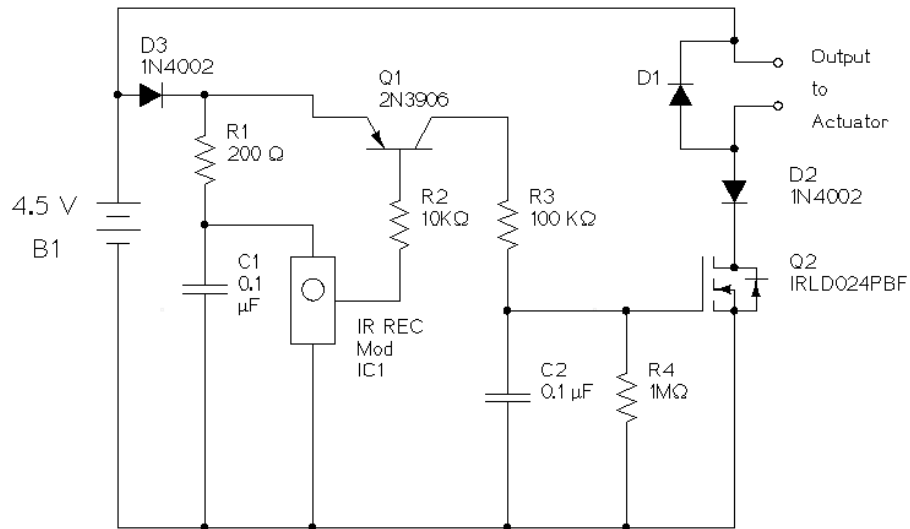 D3
1N4002
Q1
2N3906
D1
Output
to
Actuator
R1
200 Ω
D2
1N4002
4.5 V
B1
R2
10KΩ
R3
100 KΩ
C1
0.1
µF
Q2
IRLD024PBF
IR REC
Mod
IC1
C2
0.1 µF
R4
1MΩ